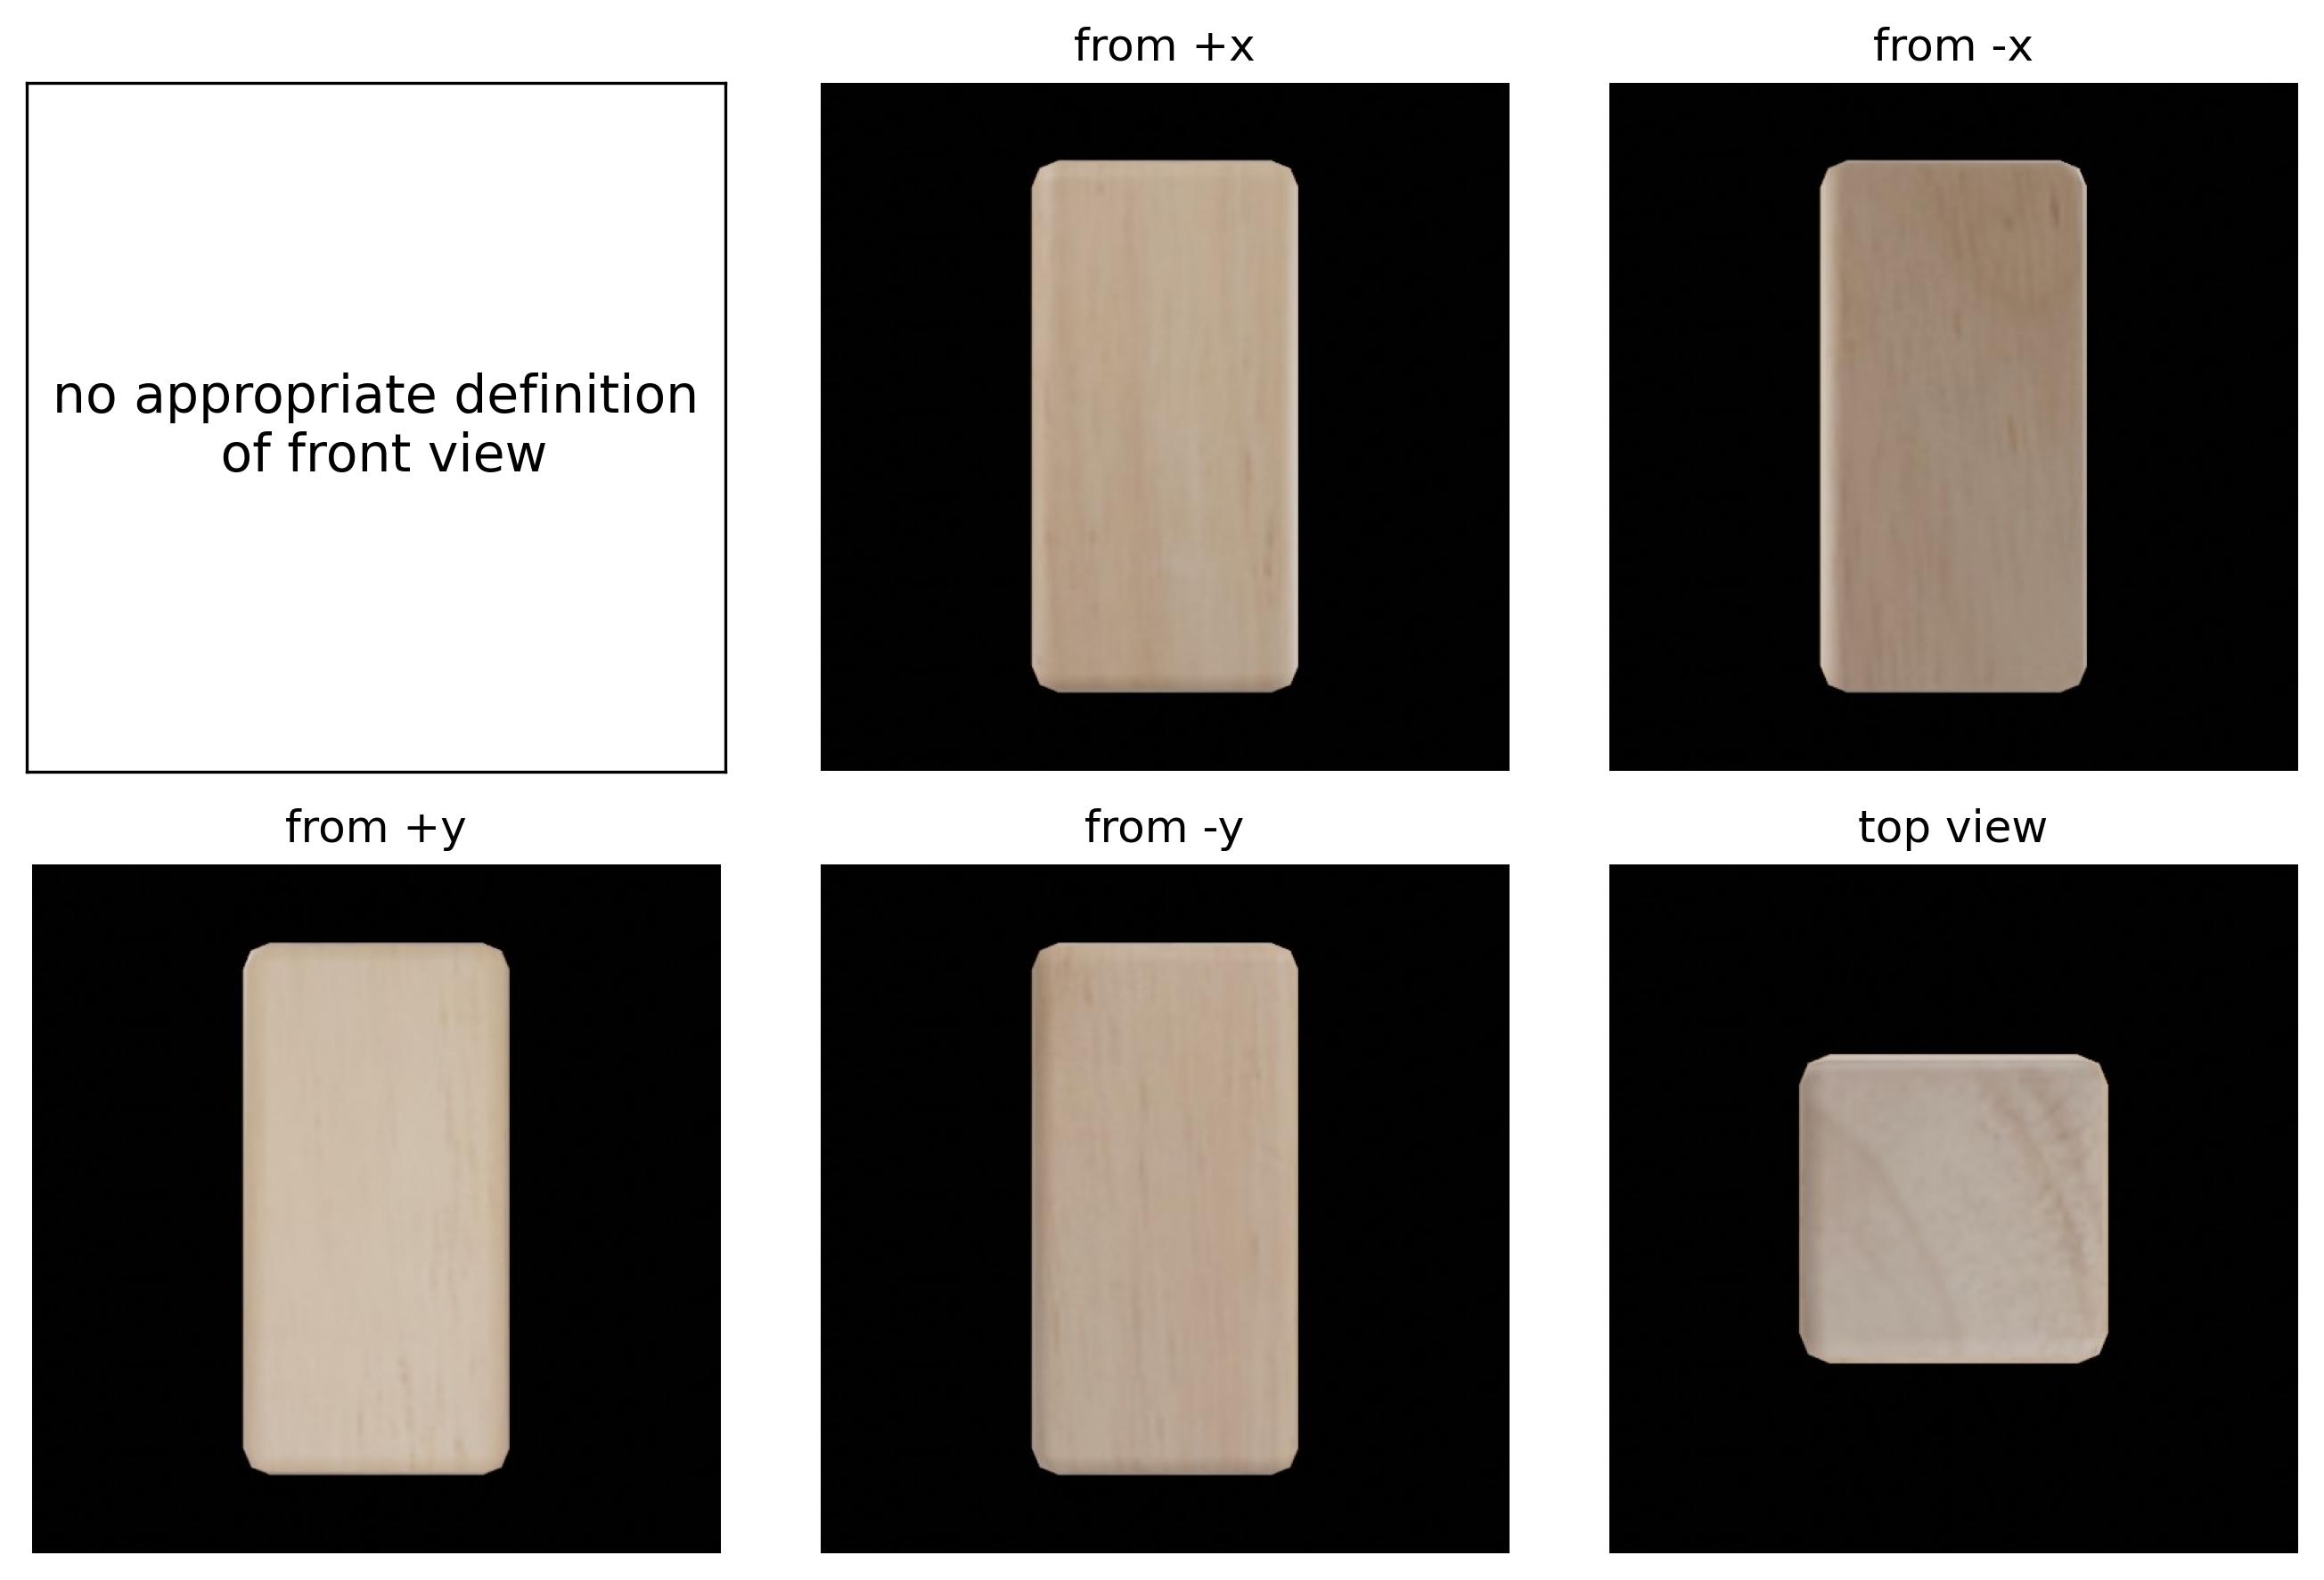 from +x
from -x
no appropriate definition
of front view
from +y
from -y
top view